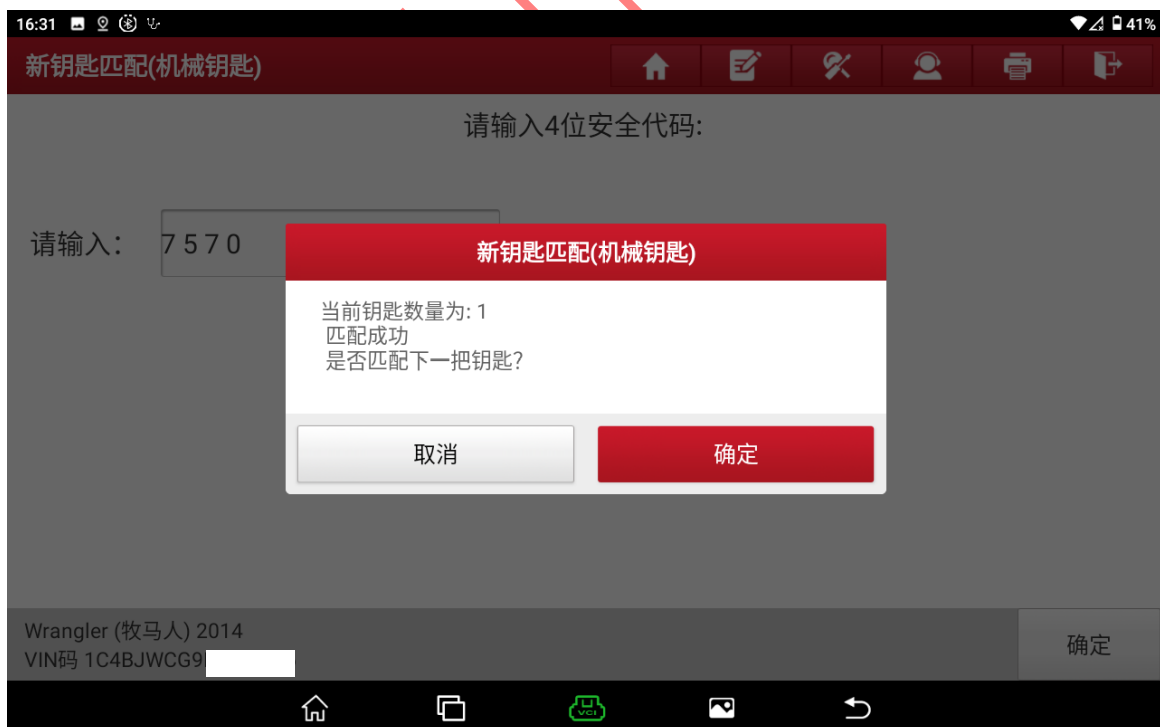 16:31
41%
新钥匙匹配(机械钥匙)
请输入4位安全代码:
请输入:
7570
新钥匙匹配(机械钥匙)
当前钥匙数量为: 1
匹配成功
是否匹配下一把钥匙?
取消
确定
Wrangler (牧马人) 2014
VIN码 1C4BJWCG9
确定
VCI